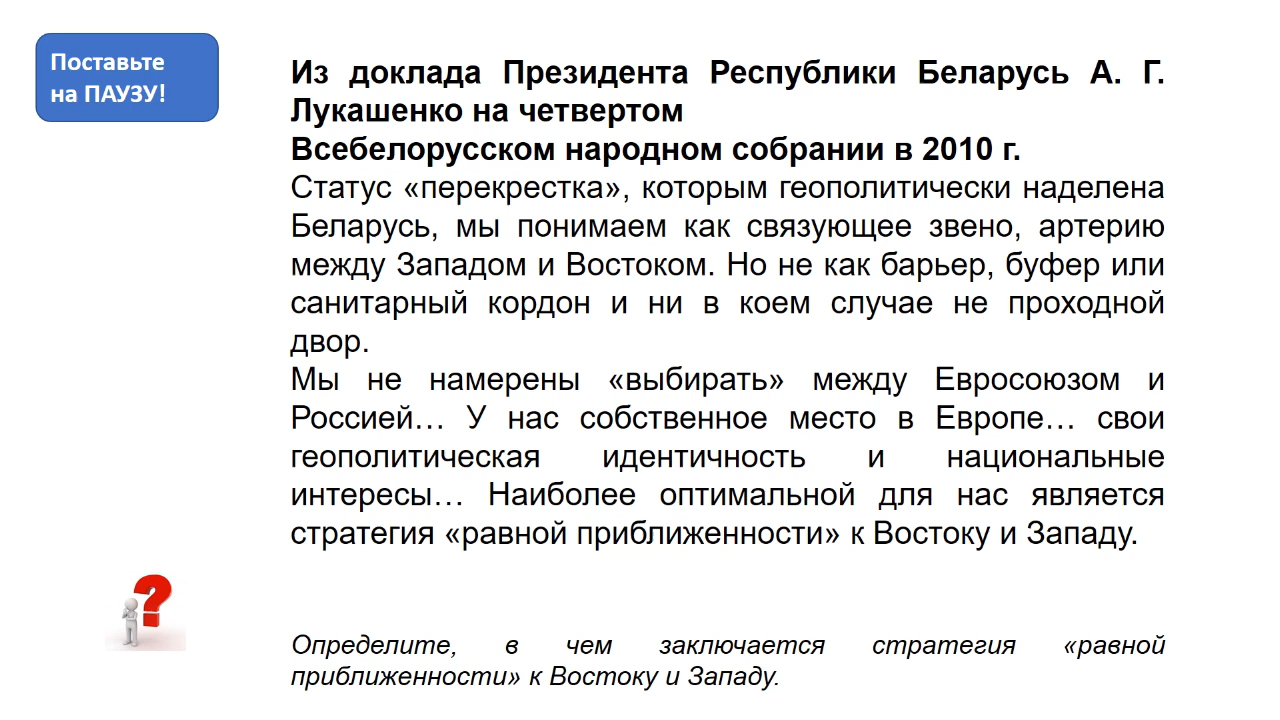 Поставьте
на ПАУЗУ!
Из доклада Президента Республики Беларусь А. Г.
Лукашенко на четвертом
Всебелорусском народном собрании в 2010 г.
Статус «перекрестка», которым геополитически наделена
Беларусь, мы понимаем как связующее звено, артерию
между Западом и Востоком. Но не как барьер, буфер или
санитарный кордон и ни в коем случае не проходной
двор.
Мы не намерены «выбирать» между Евросоюзом и
Россией… У нас собственное место в Европе… свои
геополитическая идентичность и национальные
интересы… Наиболее оптимальной для нас является
стратегия «равной приближенности» к Востоку и Западу.
Определите, в чем заключается стратегия «равной
приближенности» к Востоку и Западу.